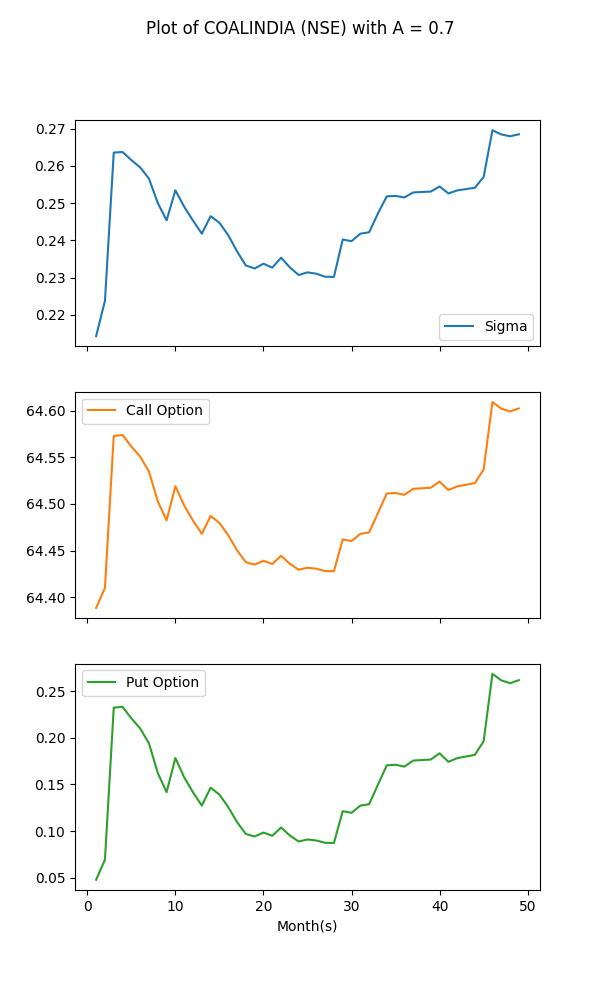 Plot of COALINDIA (NSE) with A = 0.7
0.27
0.26
0.25
0.24
0.23
0.22
Sigma
64.60
64.55
64.50
64.45
64.40
Call Option
0.25
0.20
0.15
0.10
0.05
Put Option
0 10 20 30 40 50
Month(s)